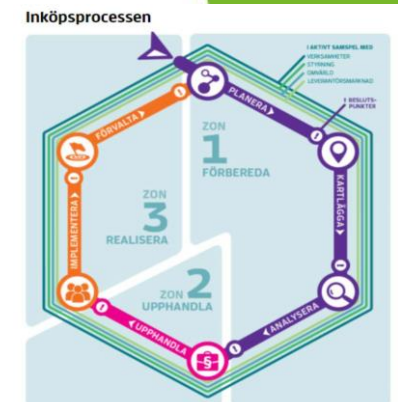 Inköpsprocessen
I AKTIVT SAMSPEL MED
VERKSAMHETER
STYRNING
OMVÄRLD
LEVERANTÖRSMARKNAD
! BESLUTS-
PUNKTER
PLANERA
KARTLÄGGA
ANALYSERA
UPPHANDLA
IMPLEMENTERA
FÖRVALTA
ZON
1
FÖRBEREDA
ZON
3
REALISERA
ZON 2
UPPHANDLA